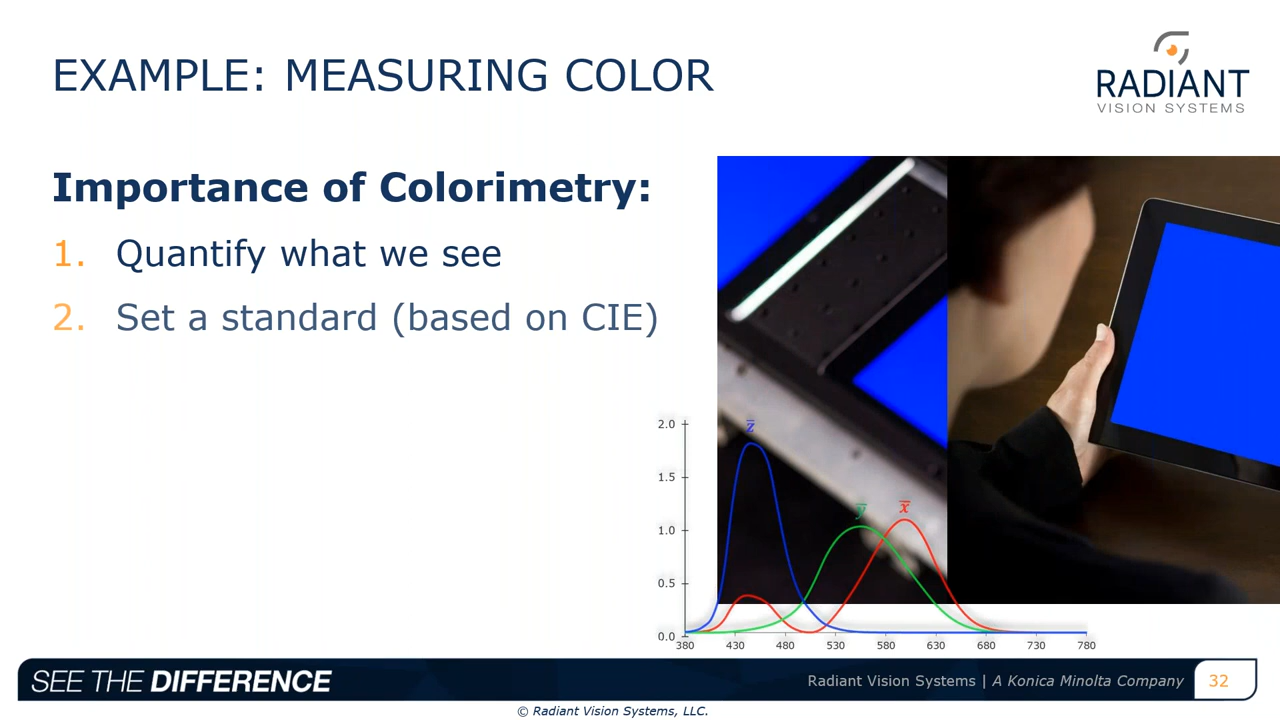 EXAMPLE: MEASURING COLOR
RADIANT
VISION SYSTEMS
Importance of Colorimetry:
1. Quantify what we see
2. Set a standard (based on CIE)
2.0
1.5
1.0
0.5
0.0
z̅
y̅
x̅
380 430 480 530 580 630 680 730 780
SEE THE DIFFERENCE
Radiant Vision Systems | A Konica Minolta Company
32
© Radiant Vision Systems, LLC.